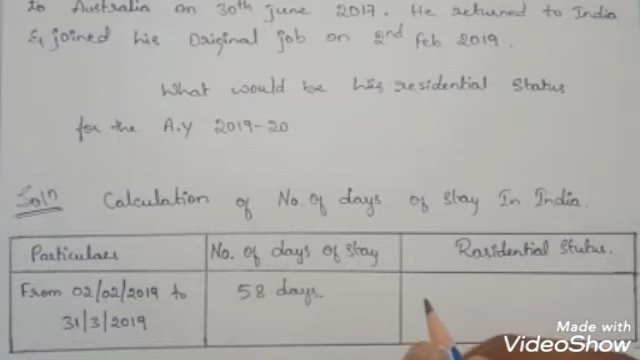 to Australia on 30th june 2017. He returned to India
& joined his Original job on 2nd Feb 2019.
What would be his residential Status
for the A.Y 2019-20
Soln Calculation of No. of days of stay In India.
Particulars No. of days of stay Rasidential Status.
From 02/02/2019 to 58 days
31/3/2019
Made with
VideoShow